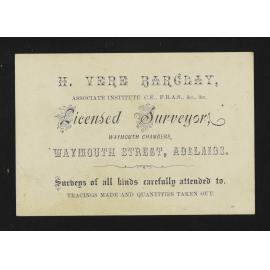 H. VERE BARCLAY,
ASSOCIATE INSTITUTE C.E., F.R.A.S., &c., &c.
Licensed Surveyor,
WAYMOUTH CHAMBERS,
WAYMOUTH STREET, ADELAIDE.
Surveys of all kinds carefully attended to.
TRACINGS MADE AND QUANTITIES TAKEN OUT.